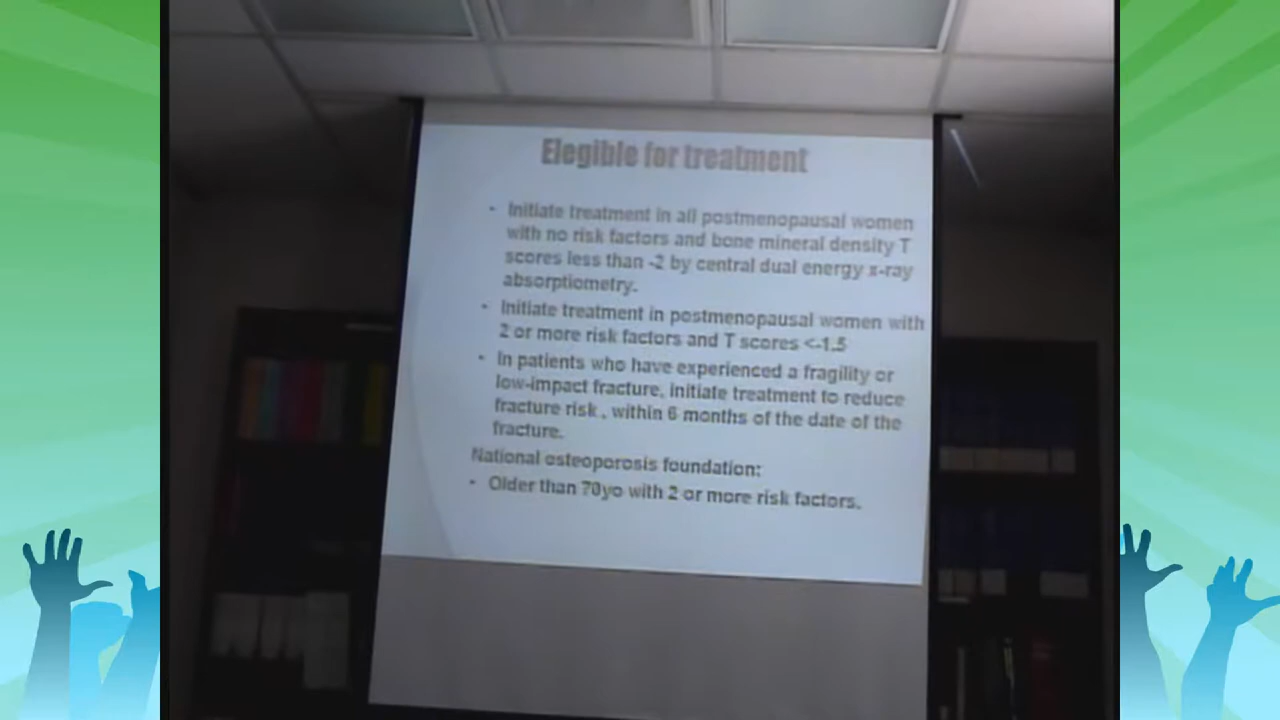 Elegible for treatment
• Initiate treatment in all postmenopausal women
with no risk factors and bone mineral density T
scores less than -2 by central dual energy x-ray
absorptiometry.
• Initiate treatment in postmenopausal women with
2 or more risk factors and T scores <-1.5
• In patients who have experienced a fragility or
low-impact fracture, initiate treatment to reduce
fracture risk , within 6 months of the date of the
fracture.
National osteoporosis foundation:
• Older than 70yo with 2 or more risk factors.